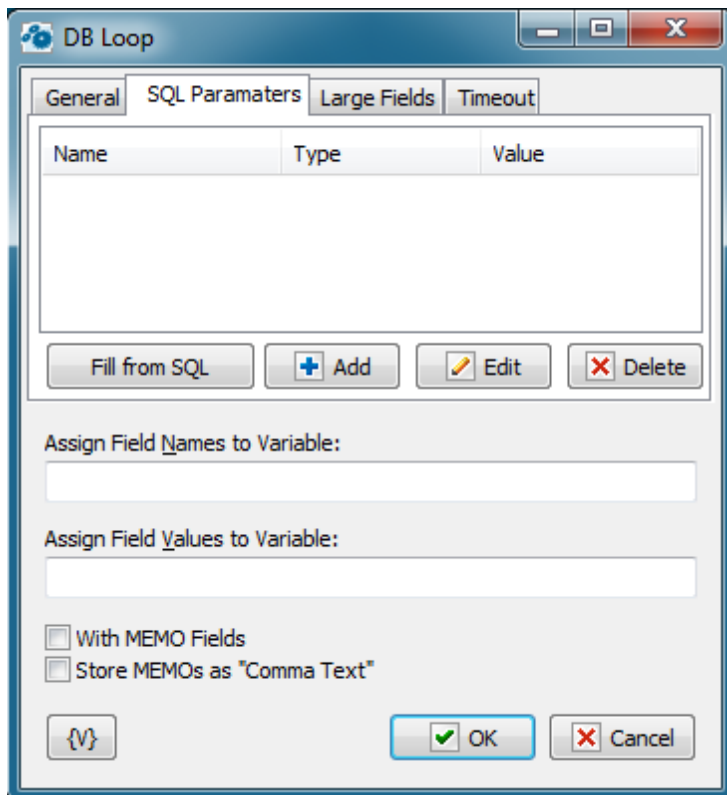 DB Loop
General SQL Paramaters Large Fields Timeout
Name Type Value
Fill from SQL Add Edit Delete
Assign Field Names to Variable:
Assign Field Values to Variable:
With MEMO Fields
Store MEMOs as "Comma Text"
{V} OK Cancel